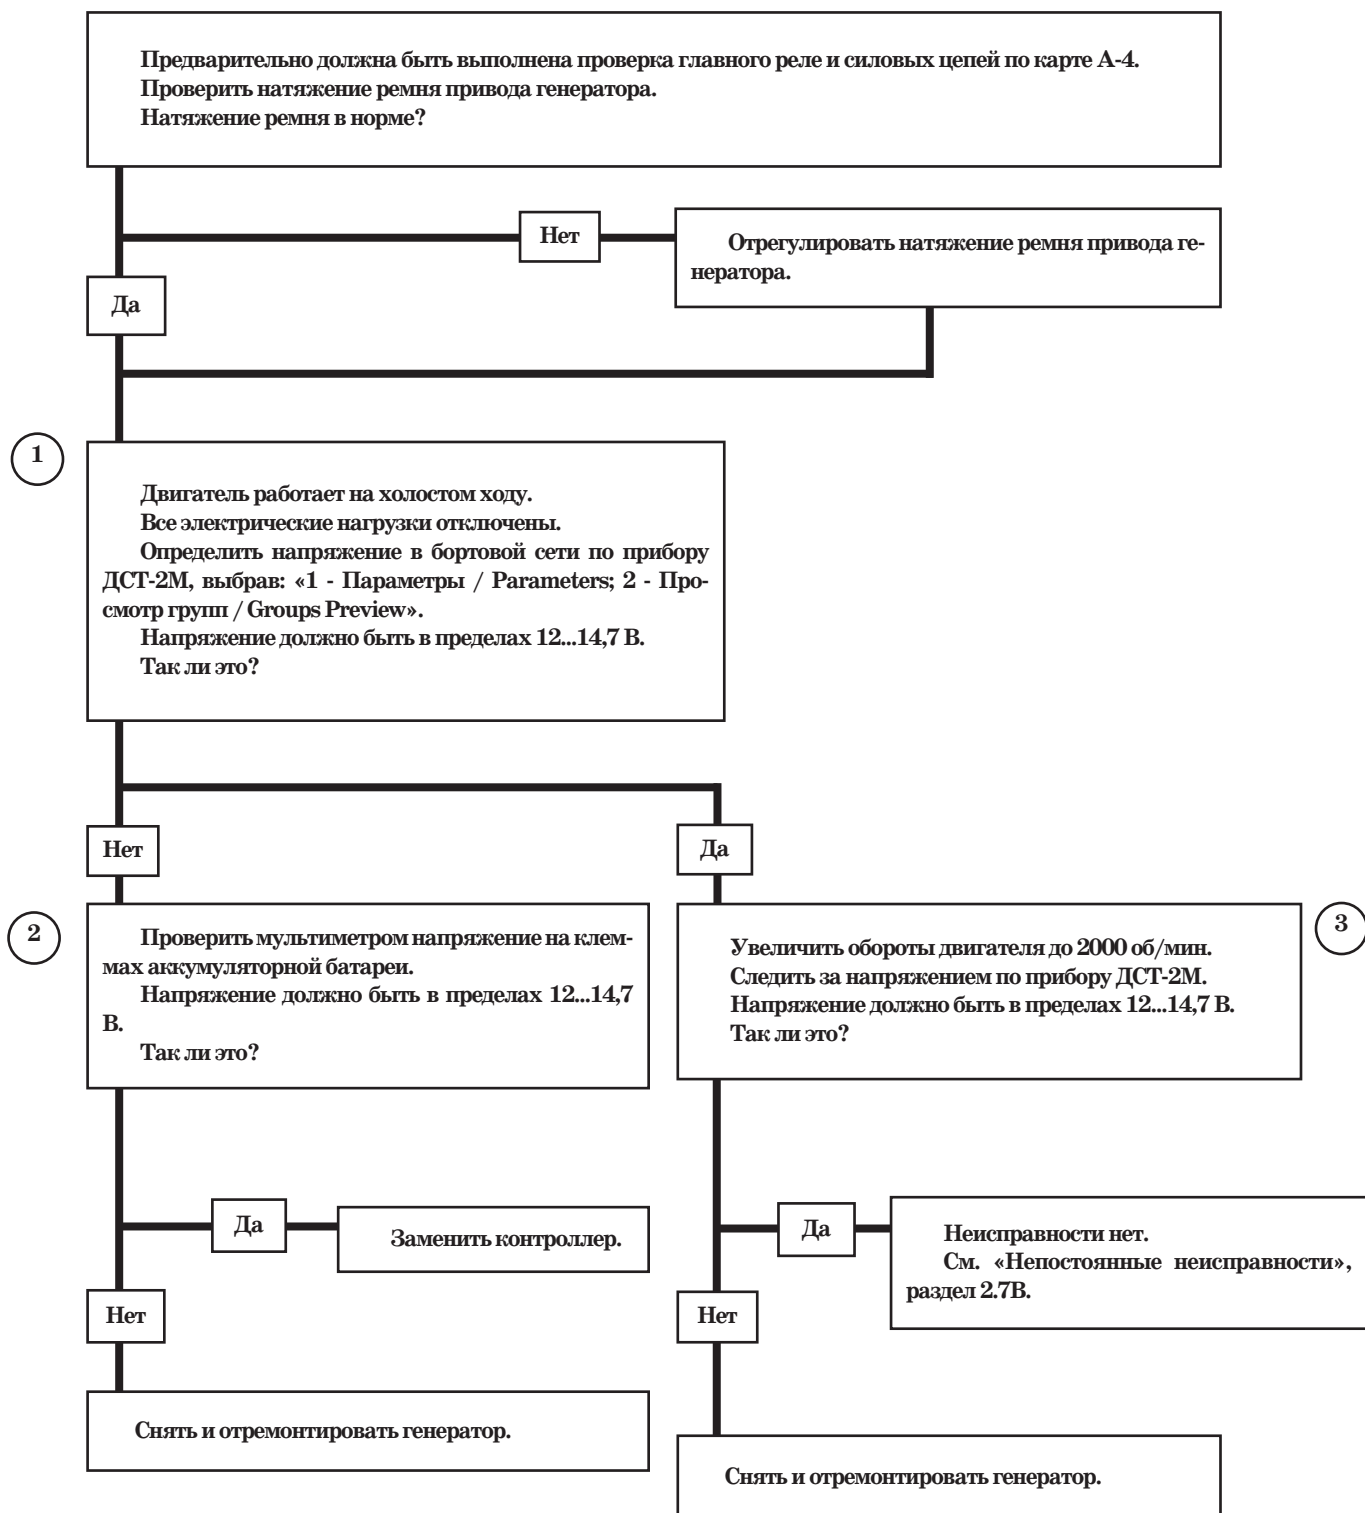 Предварительно должна быть выполнена проверка главного реле и силовых цепей по карте А-4.
Проверить натяжение ремня привода генератора.
Натяжение ремня в норме?
Нет
Отрегулировать натяжение ремня привода ге-
нератора.
Да
1
Двигатель работает на холостом ходу.
Все электрические нагрузки отключены.
Определить напряжение в бортовой сети по прибору
ДСТ-2М, выбрав: «1 - Параметры / Parameters; 2 - Про-
смотр групп / Groups Preview».
Напряжение должно быть в пределах 12...14,7 В.
Так ли это?
Нет
Да
2
Проверить мультиметром напряжение на клем-
мах аккумуляторной батареи.
Напряжение должно быть в пределах 12...14,7
В.
Так ли это?
3
Увеличить обороты двигателя до 2000 об/мин.
Следить за напряжением по прибору ДСТ-2М.
Напряжение должно быть в пределах 12...14,7 В.
Так ли это?
Да
Заменить контроллер.
Да
Неисправности нет.
См. «Непостоянные неисправности»,
раздел 2.7В.
Нет
Нет
Снять и отремонтировать генератор.
Снять и отремонтировать генератор.